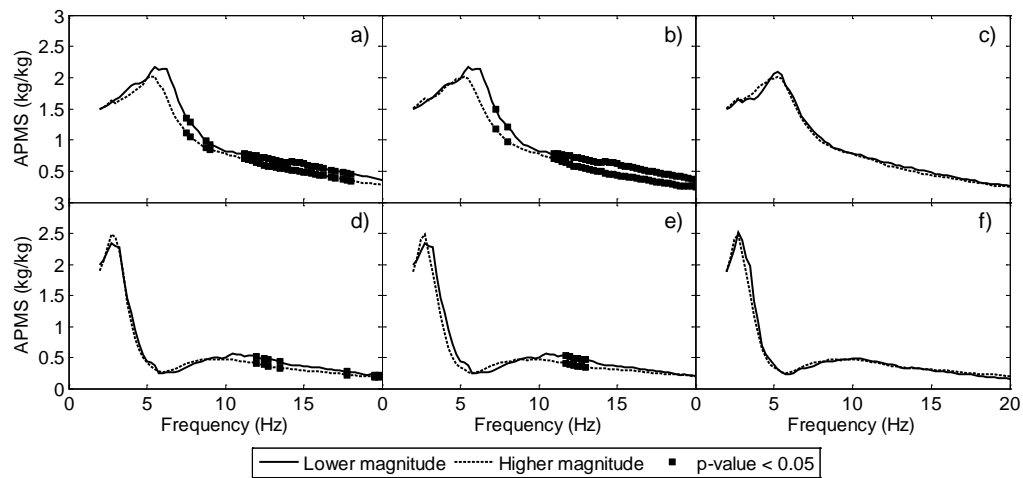 3
a)
b)
c)
2.5
2
1.5
1
0.5
APMS (kg/kg)
3
d)
e)
f)
2.5
2
1.5
1
0.5
0
APMS (kg/kg)
0 5 10 15 0 5 10 15 0 5 10 15 20
Frequency (Hz) Frequency (Hz) Frequency (Hz)
Lower magnitude Higher magnitude p-value < 0.05